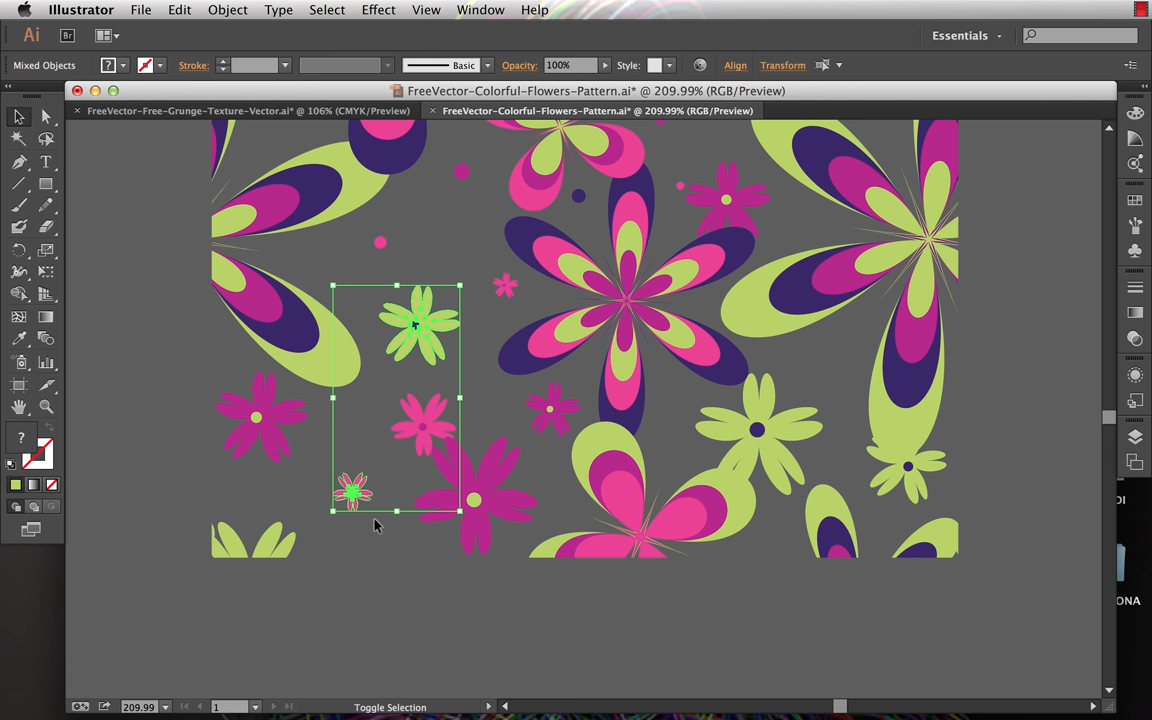 Illustrator File Edit Object Type Select Effect View Window Help
Ai Br Essentials
Mixed Objects ? Stroke: Basic Opacity: 100% Style: Align Transform
FreeVector-Colorful-Flowers-Pattern.ai* @ 209.99% (RGB/Preview)
× FreeVector-Free-Grunge-Texture-Vector.ai* @ 106% (CMYK/Preview) × FreeVector-Colorful-Flowers-Pattern.ai* @ 209.99% (RGB/Preview)
T
?
DI
ONA
209.99 1 Toggle Selection